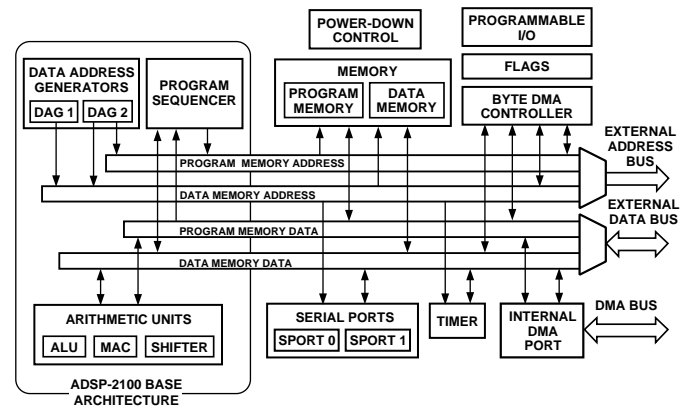 POWER-DOWN
CONTROL
PROGRAMMABLE
I/O
FLAGS
DATA ADDRESS
GENERATORS
DAG 1
DAG 2
PROGRAM
SEQUENCER
MEMORY
PROGRAM
MEMORY
DATA
MEMORY
BYTE DMA
CONTROLLER
EXTERNAL
ADDRESS
BUS
PROGRAM MEMORY ADDRESS
DATA MEMORY ADDRESS
EXTERNAL
DATA BUS
PROGRAM MEMORY DATA
DATA MEMORY DATA
ARITHMETIC UNITS
ALU
MAC
SHIFTER
SERIAL PORTS
SPORT 0
SPORT 1
TIMER
INTERNAL
DMA
PORT
DMA BUS
ADSP-2100 BASE
ARCHITECTURE